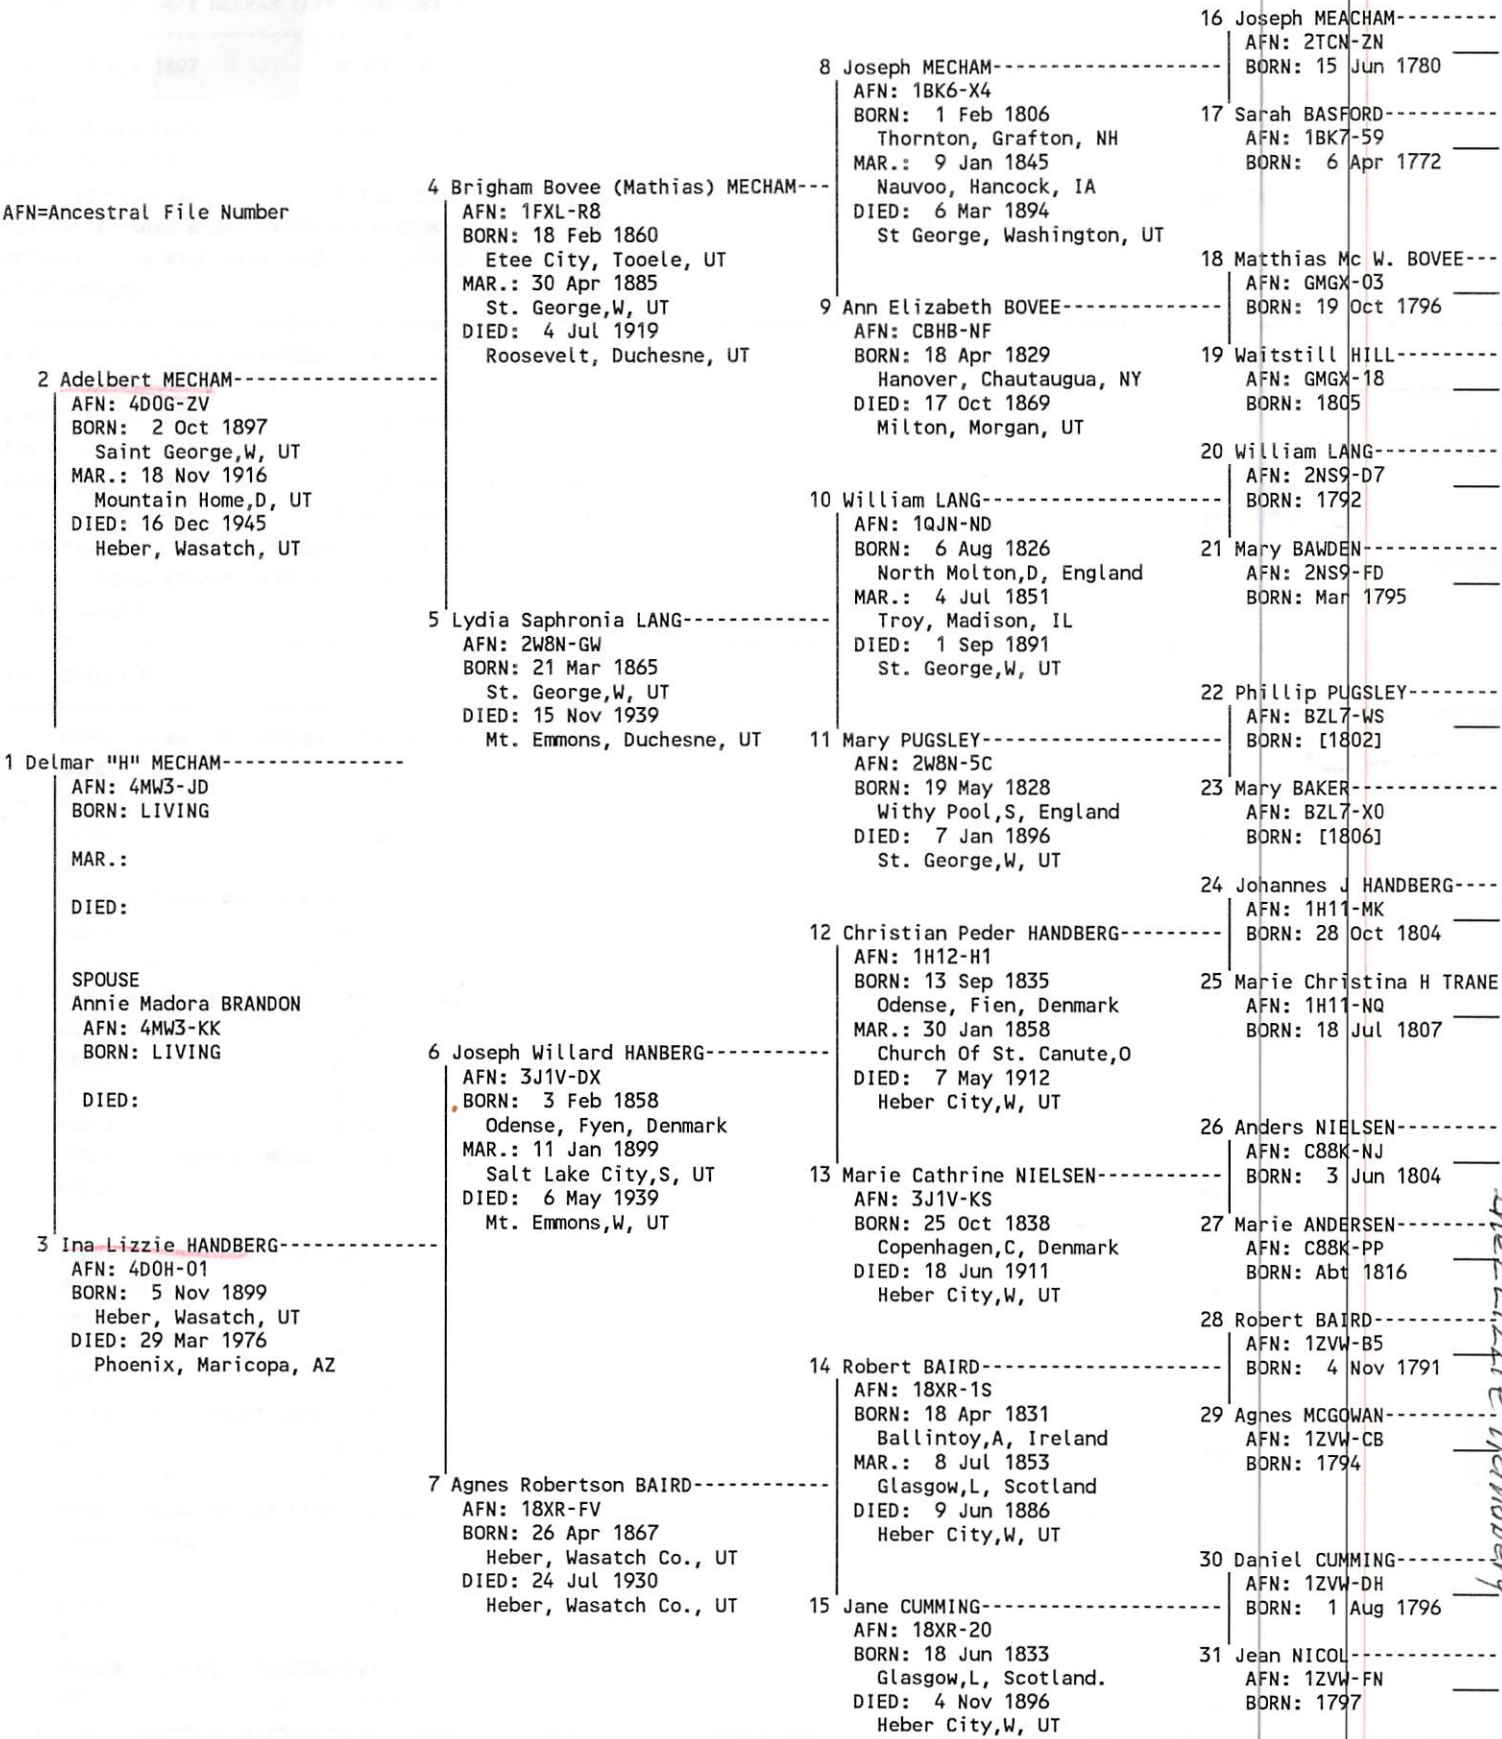 AFN=Ancestral File Number
1 Delmar "H" MECHAM
AFN: 4MW3-JD
BORN: LIVING
MAR.:
DIED:
SPOUSE
Annie Madora BRANDON
AFN: 4MW3-KK
BORN: LIVING
DIED:
2 Adelbert MECHAM
AFN: 4D0G-ZV
BORN: 2 Oct 1897
Saint George,W, UT
MAR.: 18 Nov 1916
Mountain Home,D, UT
DIED: 16 Dec 1945
Heber, Wasatch, UT
3 Ina Lizzie HANDBERG
AFN: 4D0H-01
BORN: 5 Nov 1899
Heber, Wasatch, UT
DIED: 29 Mar 1976
Phoenix, Maricopa, AZ
4 Brigham Bovee (Mathias) MECHAM
AFN: 1FXL-R8
BORN: 18 Feb 1860
Etee City, Tooele, UT
MAR.: 30 Apr 1885
St. George,W, UT
DIED: 4 Jul 1919
Roosevelt, Duchesne, UT
5 Lydia Saphronia LANG
AFN: 2W8N-GW
BORN: 21 Mar 1865
St. George,W, UT
DIED: 15 Nov 1939
Mt. Emmons, Duchesne, UT
6 Joseph Willard HANBERG
AFN: 3J1V-DX
BORN: 3 Feb 1858
Odense, Fyen, Denmark
MAR.: 11 Jan 1899
Salt Lake City,S, UT
DIED: 6 May 1939
Mt. Emmons,W, UT
7 Agnes Robertson BAIRD
AFN: 18XR-FV
BORN: 26 Apr 1867
Heber, Wasatch Co., UT
DIED: 24 Jul 1930
Heber, Wasatch Co., UT
8 Joseph MECHAM
AFN: 1BK6-X4
BORN: 1 Feb 1806
Thornton, Grafton, NH
MAR.: 9 Jan 1845
Nauvoo, Hancock, IA
DIED: 6 Mar 1894
St George, Washington, UT
9 Ann Elizabeth BOVEE
AFN: CBHB-NF
BORN: 18 Apr 1829
Hanover, Chautaugua, NY
DIED: 17 Oct 1869
Milton, Morgan, UT
10 William LANG
AFN: 1QJN-ND
BORN: 6 Aug 1826
North Molton,D, England
MAR.: 4 Jul 1851
Troy, Madison, IL
DIED: 1 Sep 1891
St. George,W, UT
11 Mary PUGSLEY
AFN: 2W8N-5C
BORN: 19 May 1828
Withy Pool,S, England
DIED: 7 Jan 1896
St. George,W, UT
12 Christian Peder HANDBERG
AFN: 1H12-H1
BORN: 13 Sep 1835
Odense, Fien, Denmark
MAR.: 30 Jan 1858
Church Of St. Canute,O
DIED: 7 May 1912
Heber City,W, UT
13 Marie Cathrine NIELSEN
AFN: 3J1V-KS
BORN: 25 Oct 1838
Copenhagen,C, Denmark
DIED: 18 Jun 1911
Heber City,W, UT
14 Robert BAIRD
AFN: 18XR-1S
BORN: 18 Apr 1831
Ballintoy,A, Ireland
MAR.: 8 Jul 1853
Glasgow,L, Scotland
DIED: 9 Jun 1886
Heber City,W, UT
15 Jane CUMMING
AFN: 18XR-20
BORN: 18 Jun 1833
Glasgow,L, Scotland.
DIED: 4 Nov 1896
Heber City,W, UT
16 Joseph MEACHAM
AFN: 2TCN-ZN
BORN: 15 Jun 1780
17 Sarah BASFORD
AFN: 1BK7-59
BORN: 6 Apr 1772
18 Matthias Mc W. BOVEE
AFN: GMGX-03
BORN: 19 Oct 1796
19 Waitstill HILL
AFN: GMGX-18
BORN: 1805
20 William LANG
AFN: 2NS9-D7
BORN: 1792
21 Mary BAWDEN
AFN: 2NS9-FD
BORN: Mar 1795
22 Phillip PUGSLEY
AFN: BZL7-WS
BORN: [1802]
23 Mary BAKER
AFN: BZL7-X0
BORN: [1806]
24 Johannes J HANDBERG
AFN: 1H11-MK
BORN: 28 Oct 1804
25 Marie Christina H TRANE
AFN: 1H11-NQ
BORN: 18 Jul 1807
26 Anders NIELSEN
AFN: C88K-NJ
BORN: 3 Jun 1804
27 Marie ANDERSEN
AFN: C88K-PP
BORN: Abt 1816
28 Robert BAIRD
AFN: 1ZVW-B5
BORN: 4 Nov 1791
29 Agnes MCGOWAN
AFN: 1ZVW-CB
BORN: 1794
30 Daniel CUMMING
AFN: 1ZVW-DH
BORN: 1 Aug 1796
31 Jean NICOL
AFN: 1ZVW-FN
BORN: 1797